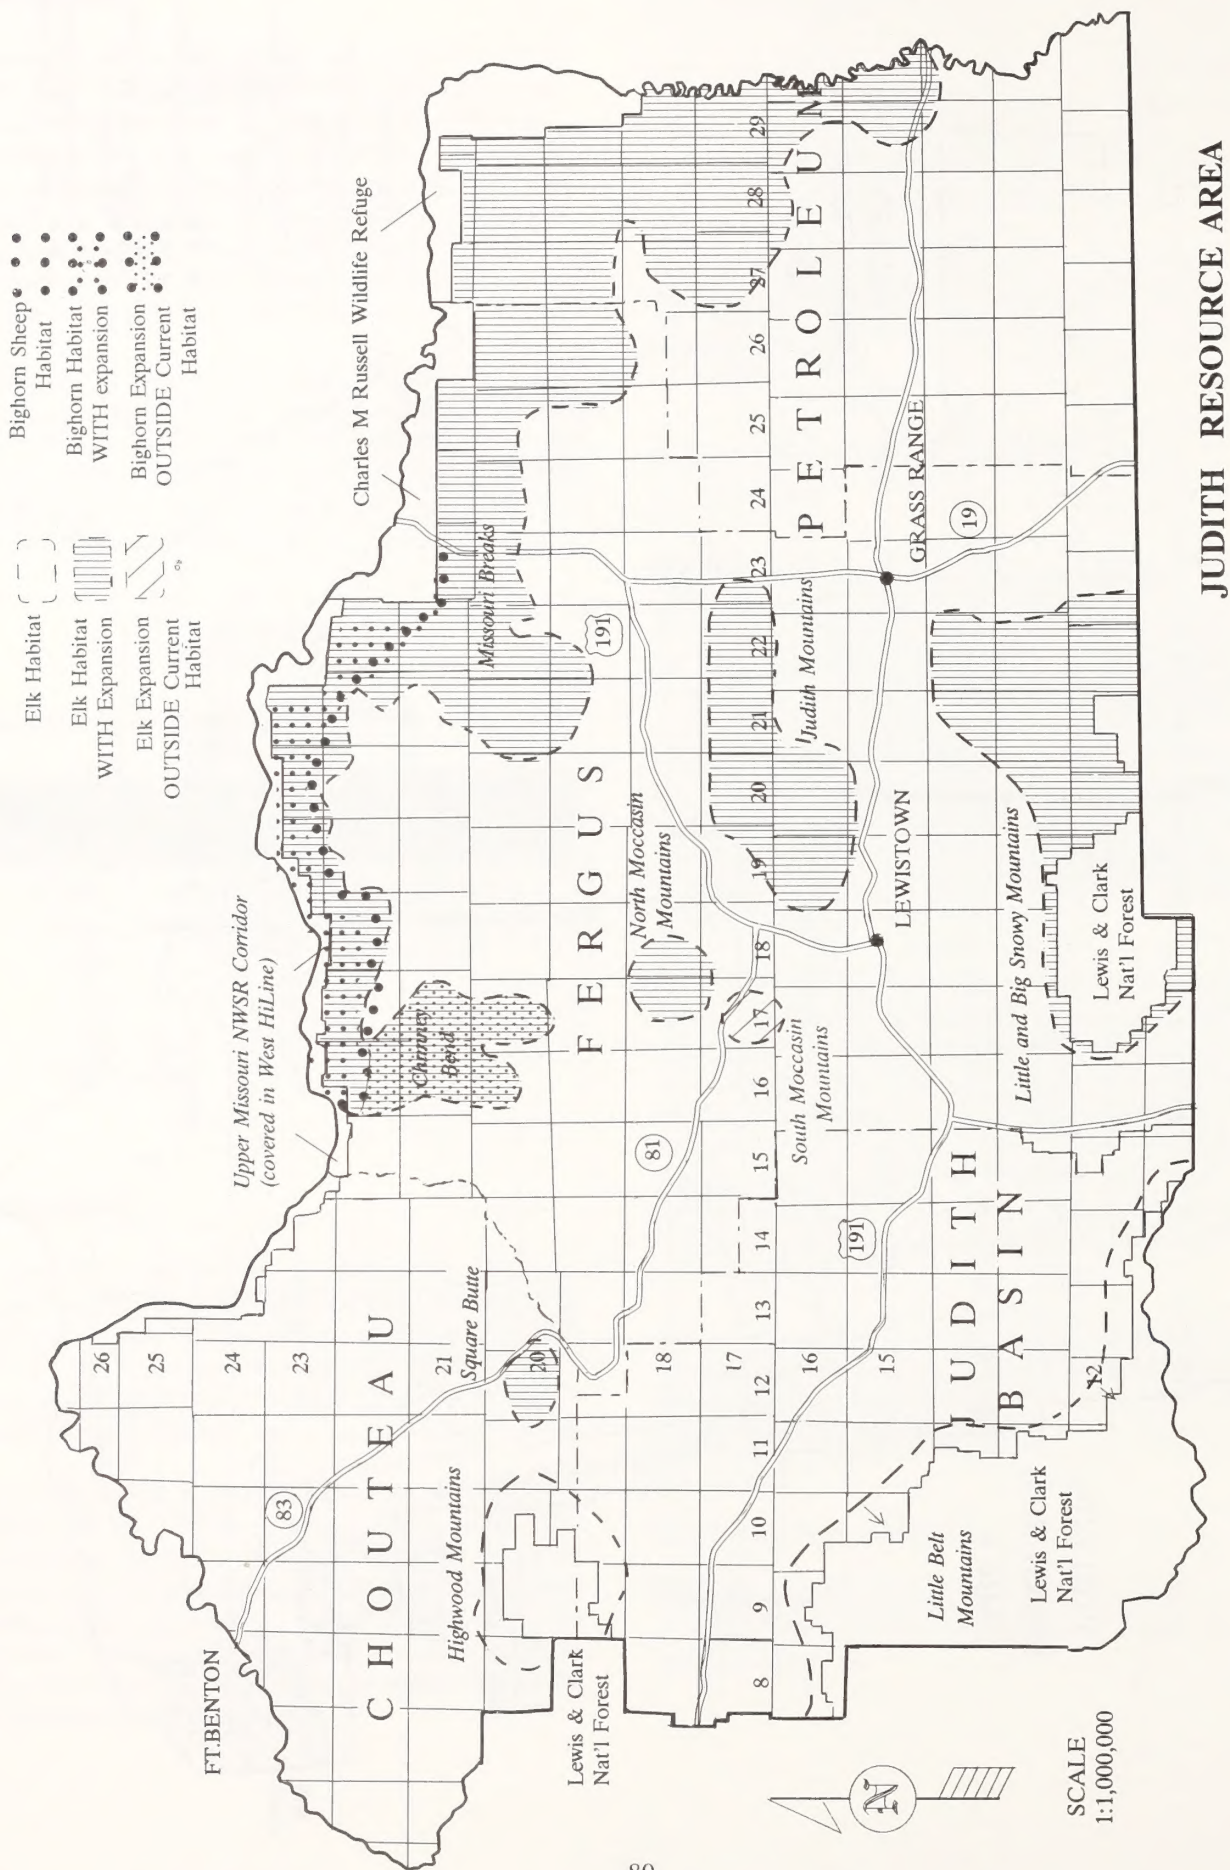 Elk Habitat
Elk Habitat
WITH Expansion
Elk Expansion
OUTSIDE Current
Habitat
Bighorn Sheep
Habitat
Bighorn Habitat
WITH expansion
Bighorn Expansion
OUTSIDE Current
Habitat
Charles M Russell Wildlife Refuge
Upper Missouri NWSR Corridor
(covered in West HiLine)
FT.BENTON
83
26
25
24
23
21
20
18
17
16
15
12
CHOUTEAU
Square Butte
Highwood Mountains
Lewis & Clark
Nat'l Forest
Chimney
Bend
Missouri Breaks
191
FERGUS
North Moccasin
Mountains
81
8
9
10
11
12
13
14
15
16
17
18
19
20
21
22
23
24
25
26
27
28
29
PETROLEUM
Judith Mountains
South Moccasin
Mountains
GRASS RANGE
19
LEWISTOWN
191
JUDITH
BASIN
Little and Big Snowy Mountains
Lewis & Clark
Nat'l Forest
Little Belt
Mountains
Lewis & Clark
Nat'l Forest
N
SCALE
1:1,000,000
JUDITH RESOURCE AREA
80